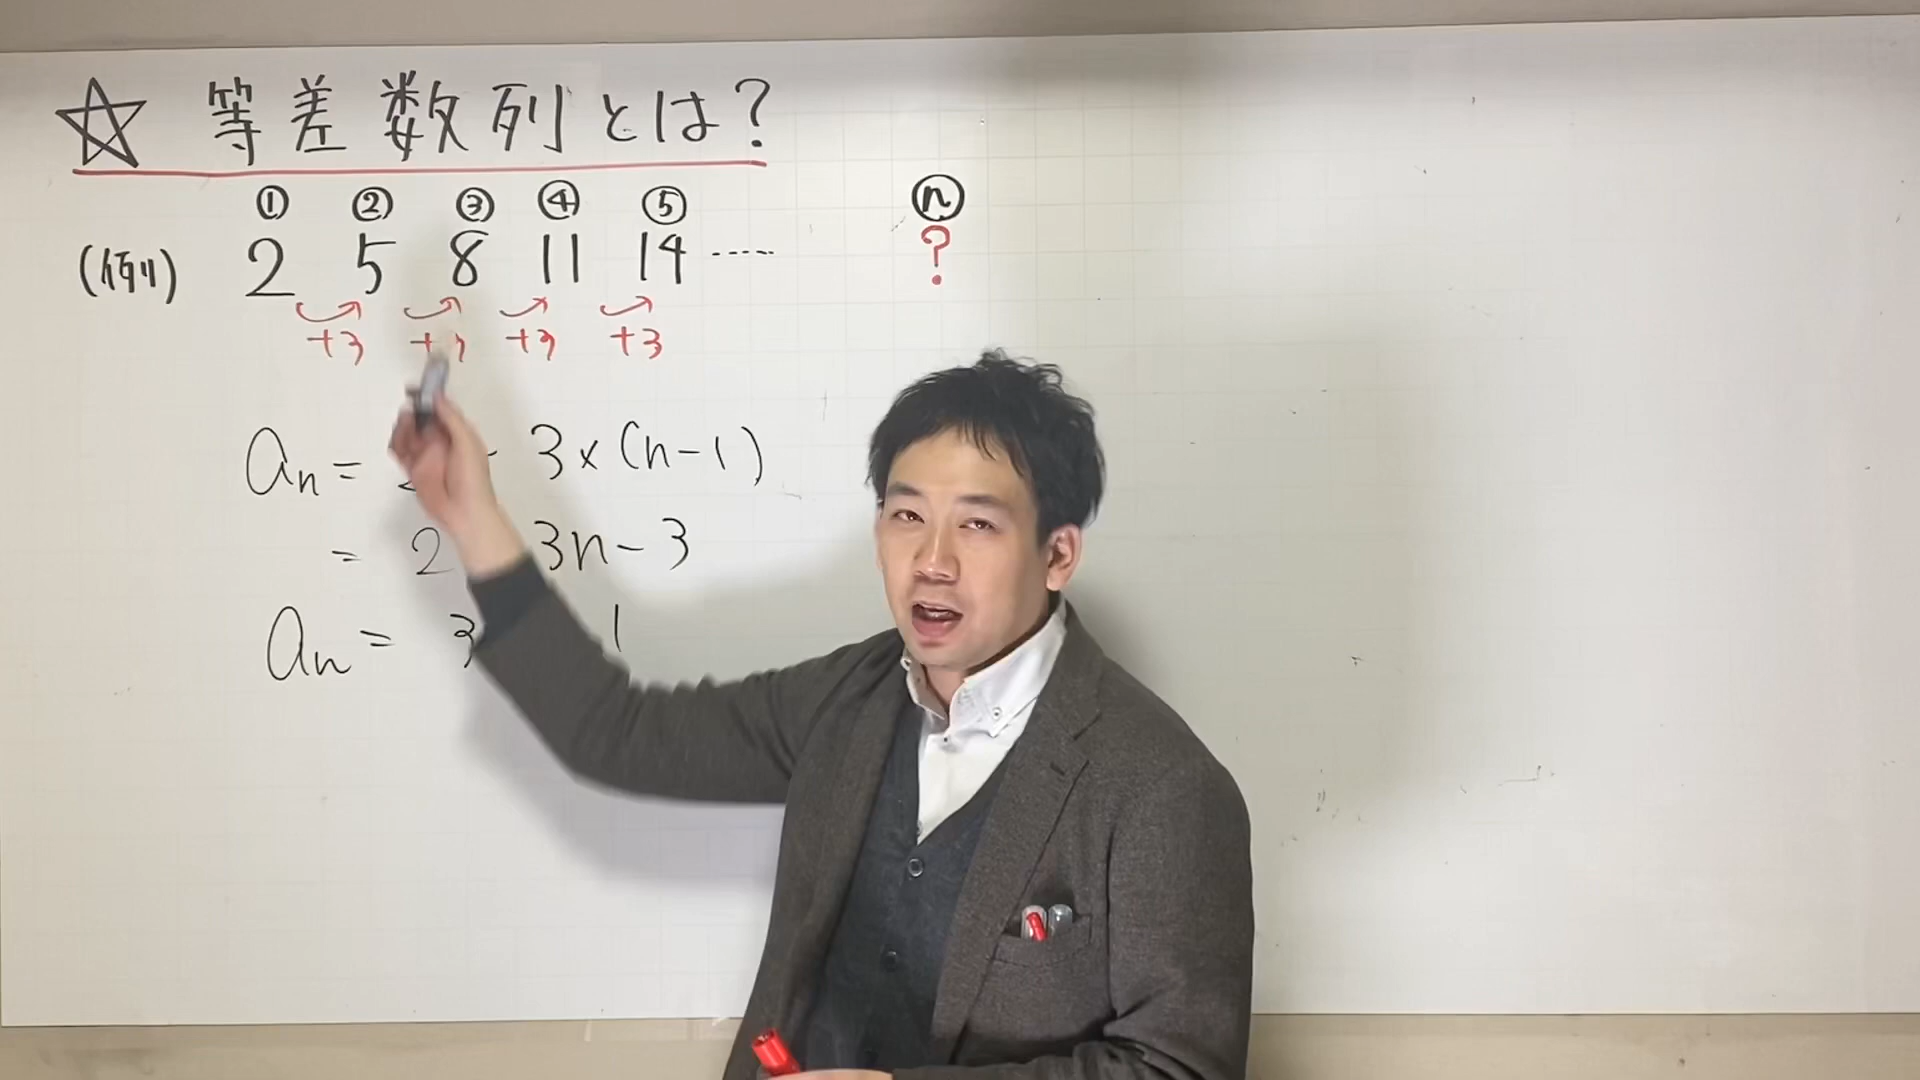 ☆ 等差数列とは?
① ② ③ ④ ⑤ ⓝ
(例) 2 5 8 11 14 ····· ?
+3 +3 +3 +3
an = 3×(n-1)
= 2 3n-3
an = 3 1